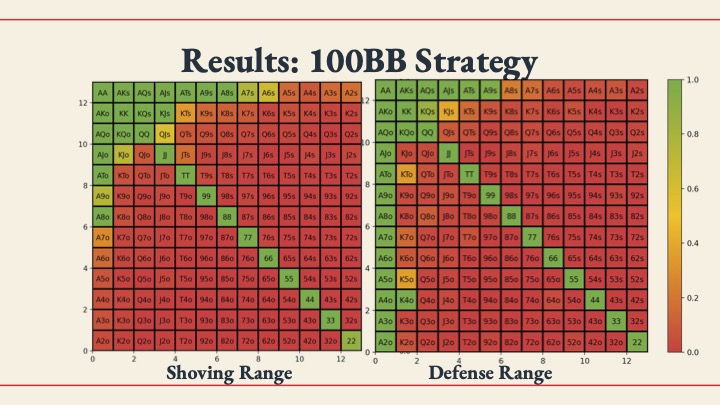 Results: 100BB Strategy
AA AKs AQs AJs ATs A9s A8s A7s A6s A5s A4s A3s A2s
AKo KK KQs KJs KTs K9s K8s K7s K6s K5s K4s K3s K2s
AQo KQo QQ QJs QTs Q9s Q8s Q7s Q6s Q5s Q4s Q3s Q2s
AJo KJo QJo JJ JTs J9s J8s J7s J6s J5s J4s J3s J2s
ATo KTo QTo JTo TT T9s T8s T7s T6s T5s T4s T3s T2s
A9o K9o Q9o J9o T9o 99 98s 97s 96s 95s 94s 93s 92s
A8o K8o Q8o J8o T8o 98o 88 87s 86s 85s 84s 83s 82s
A7o K7o Q7o J7o T7o 97o 87o 77 76s 75s 74s 73s 72s
A6o K6o Q6o J6o T6o 96o 86o 76o 66 65s 64s 63s 62s
A5o K5o Q5o J5o T5o 95o 85o 75o 65o 55 54s 53s 52s
A4o K4o Q4o J4o T4o 94o 84o 74o 64o 54o 44 43s 42s
A3o K3o Q3o J3o T3o 93o 83o 73o 63o 53o 43o 33 32s
A2o K2o Q2o J2o T2o 92o 82o 72o 62o 52o 42o 32o 22
12
10
8
6
4
2
0
0 2 4 6 8 10 12
Shoving Range
AA AKs AQs AJs ATs A9s A8s A7s A6s A5s A4s A3s A2s
AKo KK KQs KJs KTs K9s K8s K7s K6s K5s K4s K3s K2s
AQo KQo QQ QJs QTs Q9s Q8s Q7s Q6s Q5s Q4s Q3s Q2s
AJo KJo QJo JJ JTs J9s J8s J7s J6s J5s J4s J3s J2s
ATo KTo QTo JTo TT T9s T8s T7s T6s T5s T4s T3s T2s
A9o K9o Q9o J9o T9o 99 98s 97s 96s 95s 94s 93s 92s
A8o K8o Q8o J8o T8o 98o 88 87s 86s 85s 84s 83s 82s
A7o K7o Q7o J7o T7o 97o 87o 77 76s 75s 74s 73s 72s
A6o K6o Q6o J6o T6o 96o 86o 76o 66 65s 64s 63s 62s
A5o K5o Q5o J5o T5o 95o 85o 75o 65o 55 54s 53s 52s
A4o K4o Q4o J4o T4o 94o 84o 74o 64o 54o 44 43s 42s
A3o K3o Q3o J3o T3o 93o 83o 73o 63o 53o 43o 33 32s
A2o K2o Q2o J2o T2o 92o 82o 72o 62o 52o 42o 32o 22
12
10
8
6
4
2
0
0 2 4 6 8 10 12
Defense Range
1.0
0.8
0.6
0.4
0.2
0.0